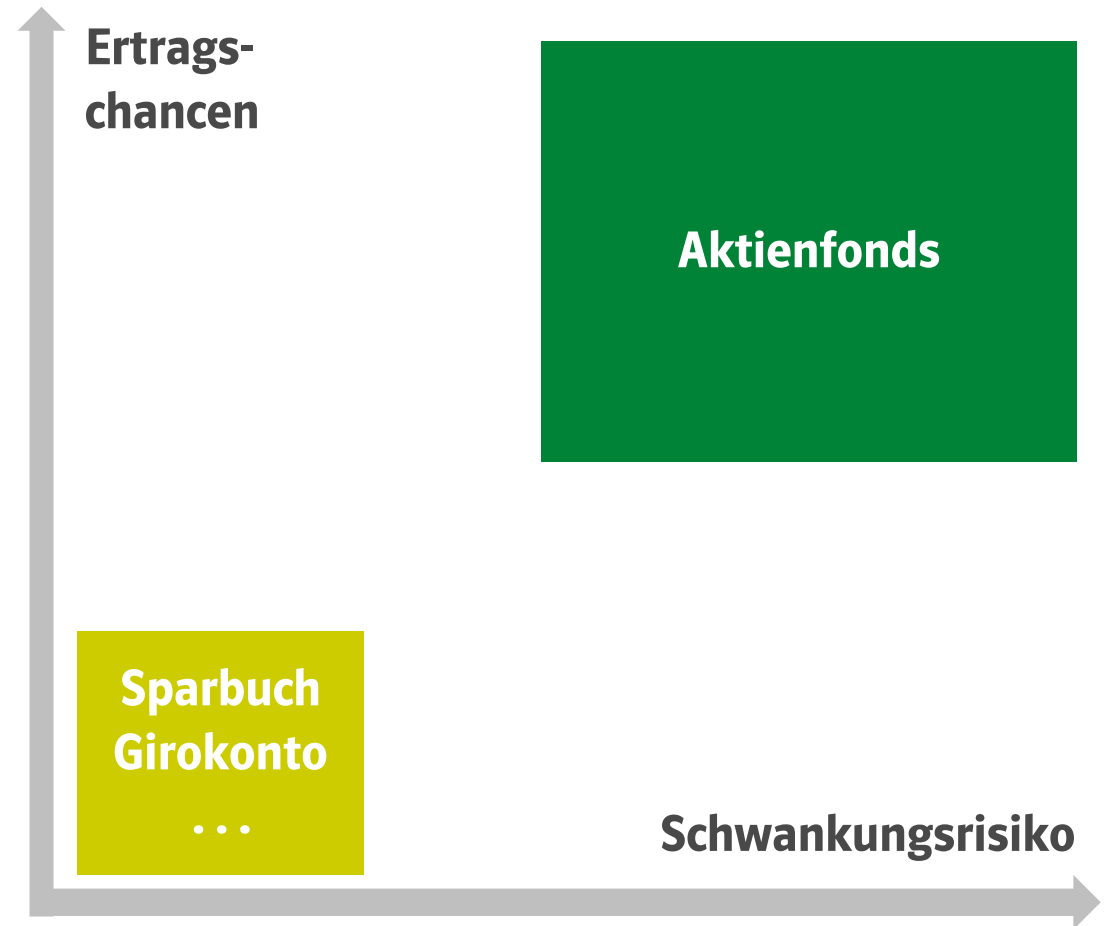 Ertrags-
chancen
Aktienfonds
Sparbuch
Girokonto
...
Schwankungsrisiko